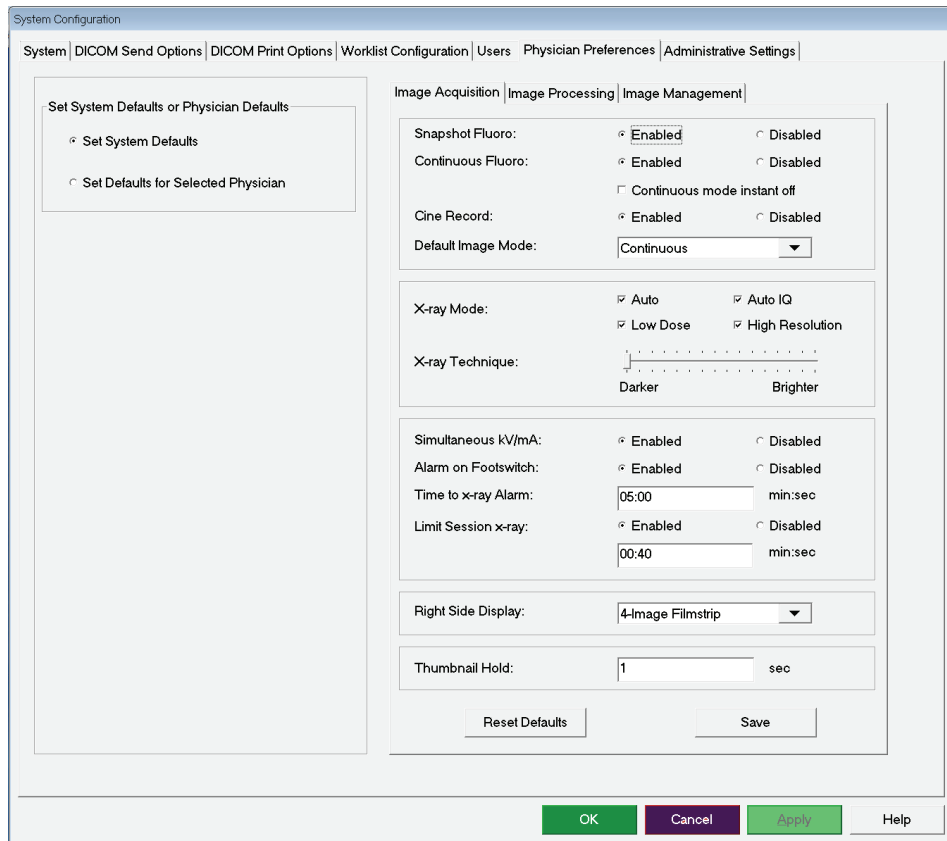 System Configuration
System DICOM Send Options DICOM Print Options Worklist Configuration Users Physician Preferences Administrative Settings
Set System Defaults or Physician Defaults
Set System Defaults
Set Defaults for Selected Physician
Image Acquisition Image Processing Image Management
Snapshot Fluoro: Enabled Disabled
Continuous Fluoro: Enabled Disabled
Continuous mode instant off
Cine Record: Enabled Disabled
Default Image Mode: Continuous
X-ray Mode: Auto Auto IQ
Low Dose High Resolution
X-ray Technique:
Darker Brighter
Simultaneous kV/mA: Enabled Disabled
Alarm on Footswitch: Enabled Disabled
Time to x-ray Alarm: 05:00 min:sec
Limit Session x-ray: Enabled Disabled
00:40 min:sec
Right Side Display: 4-Image Filmstrip
Thumbnail Hold: 1 sec
Reset Defaults Save
OK Cancel Apply Help